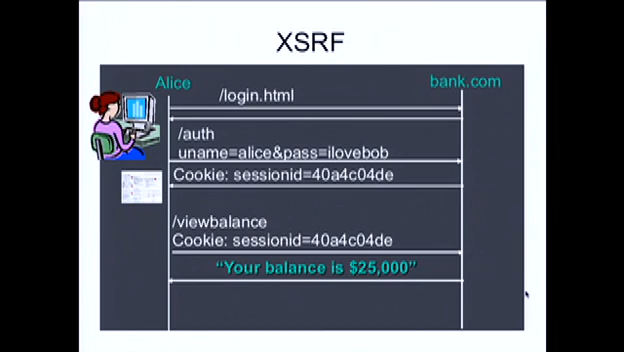 XSRF
Alice
bank.com
/login.html
/auth
uname=alice&pass=ilovebob
Cookie: sessionid=40a4c04de
/viewbalance
Cookie: sessionid=40a4c04de
“Your balance is $25,000”